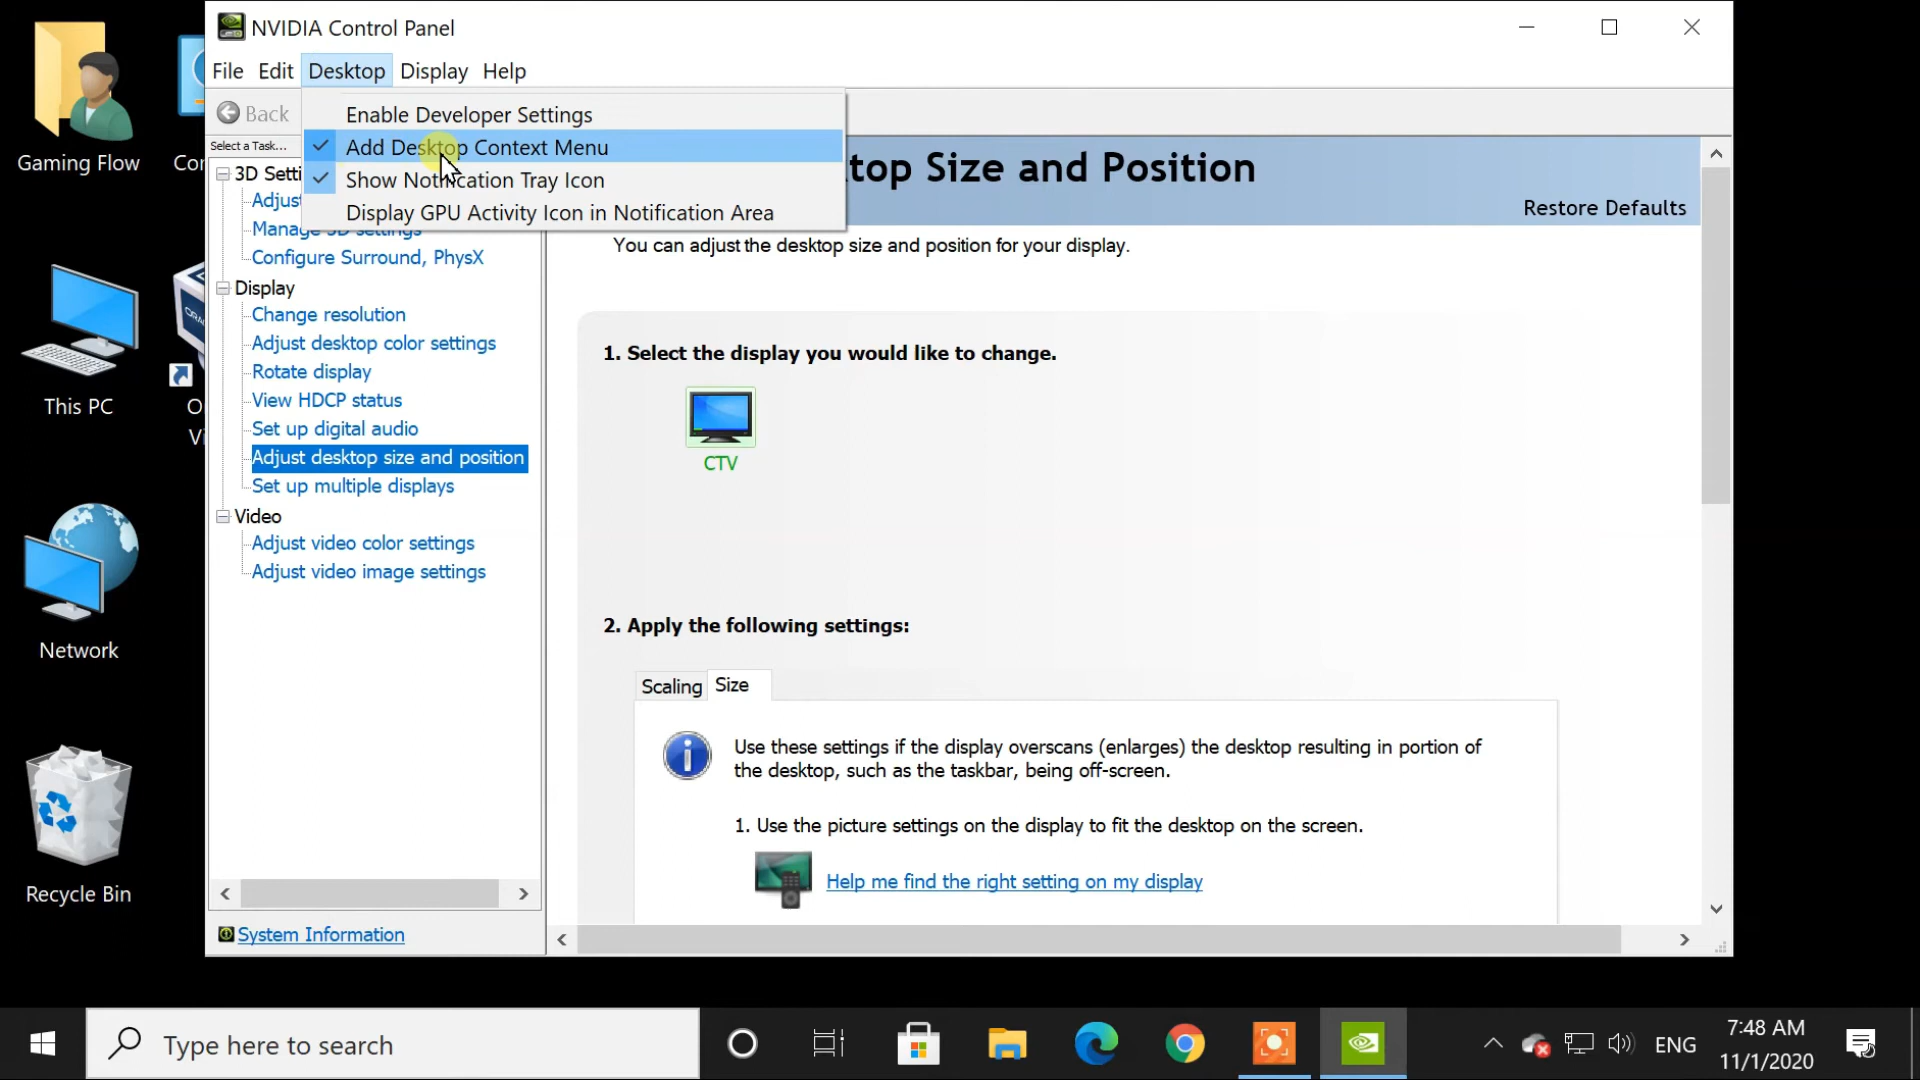 NVIDIA Control Panel
File Edit Desktop Display Help
Back
Enable Developer Settings
Add Desktop Context Menu
Show Notification Tray Icon
Display GPU Activity Icon in Notification Area
Select a Task...
3D Setti
Adjus
Manage 3D settings
Configure Surround, PhysX
Display
Change resolution
Adjust desktop color settings
Rotate display
View HDCP status
Set up digital audio
Adjust desktop size and position
Set up multiple displays
Video
Adjust video color settings
Adjust video image settings
System Information
top Size and Position
Restore Defaults
You can adjust the desktop size and position for your display.
1. Select the display you would like to change.
CTV
2. Apply the following settings:
Scaling Size
Use these settings if the display overscans (enlarges) the desktop resulting in portion of
the desktop, such as the taskbar, being off-screen.
1. Use the picture settings on the display to fit the desktop on the screen.
Help me find the right setting on my display
Gaming Flow
Con
This PC
O
Vi
Network
Recycle Bin
Type here to search
ENG
7:48 AM
11/1/2020